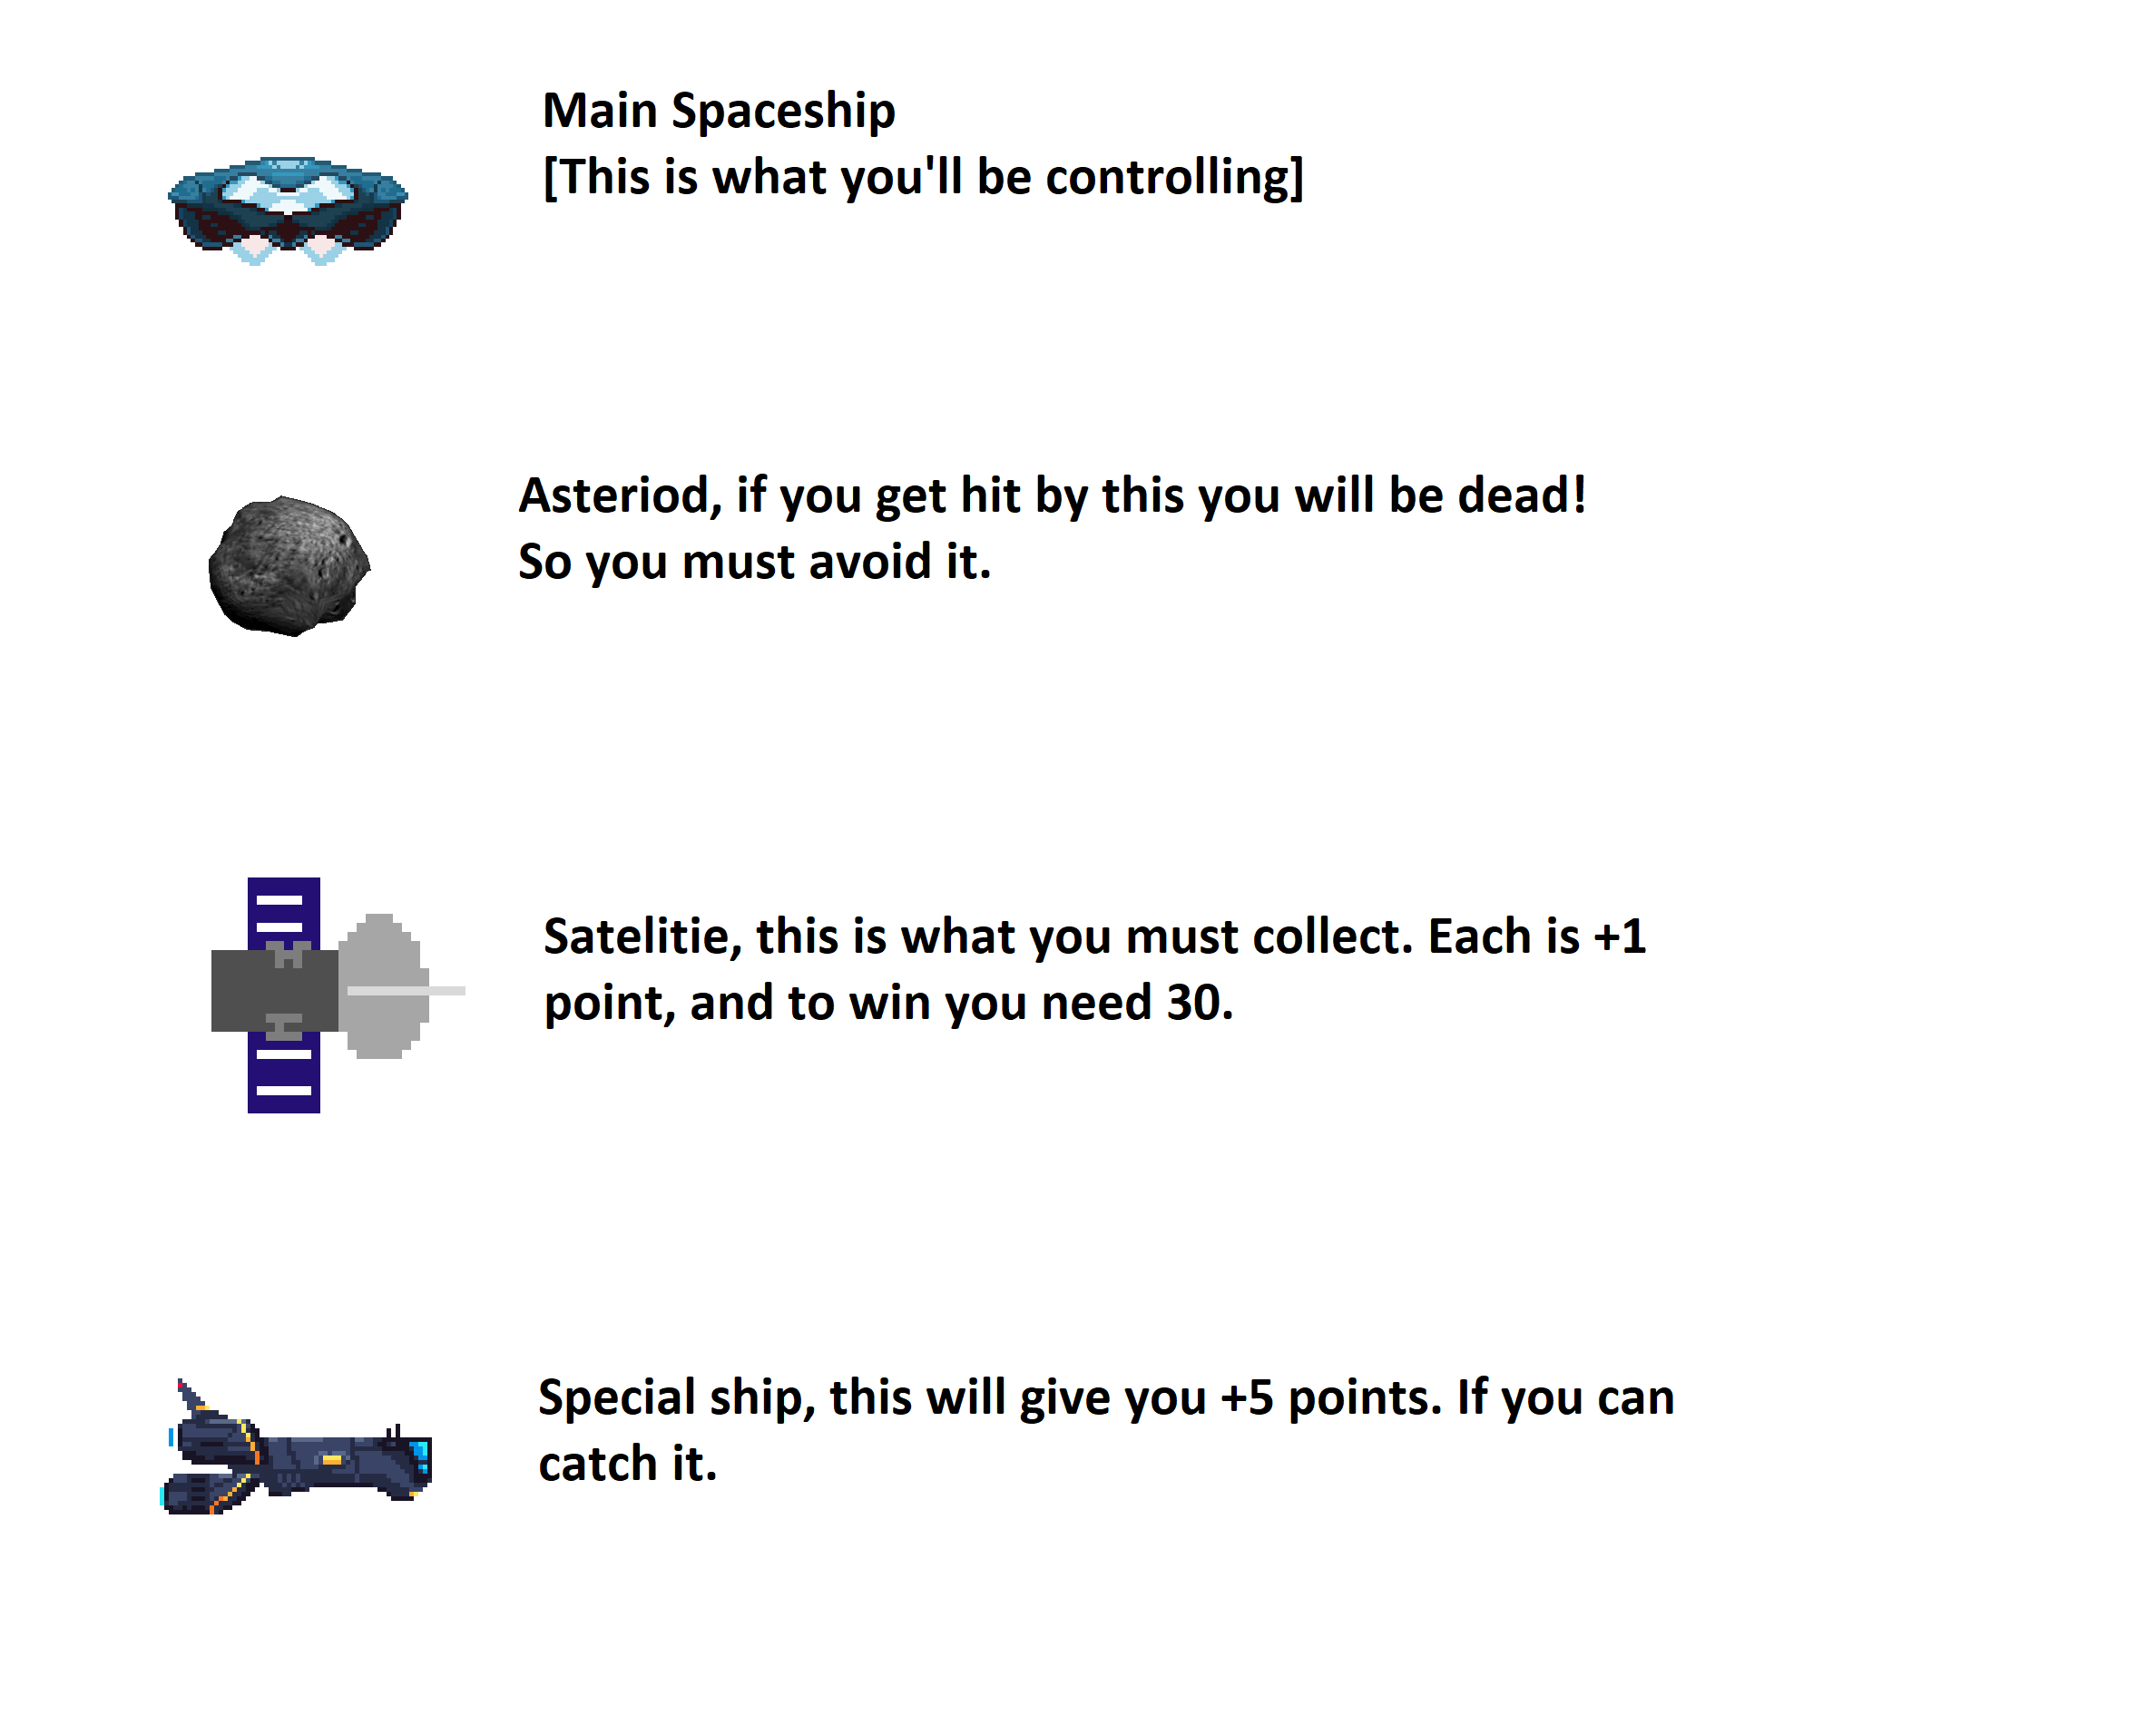 Main Spaceship
[This is what you'll be controlling]
Asteriod, if you get hit by this you will be dead!
So you must avoid it.
Satelitie, this is what you must collect. Each is +1
point, and to win you need 30.
Special ship, this will give you +5 points. If you can
catch it.